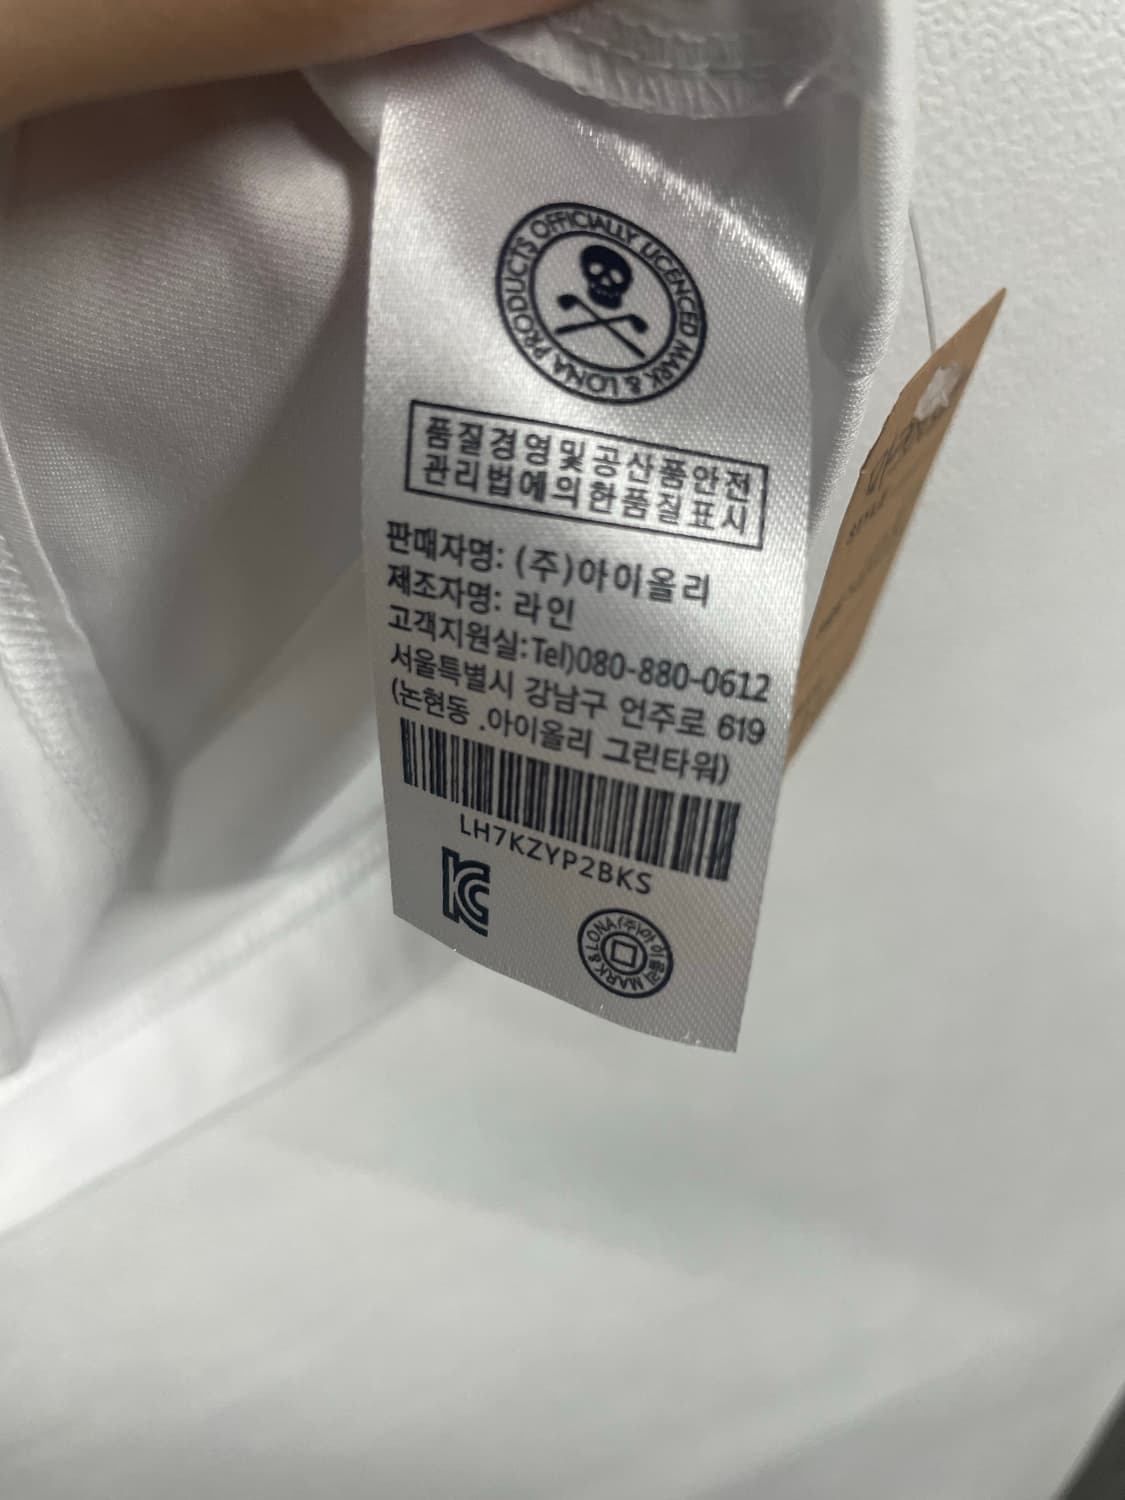 PRODUCTS OFFICIALLY LICENCED MARK & LONA
품질경영및공산품안전
관리법에의한품질표시
판매자명: (주)아이올리
제조자명: 라인
고객지원실:Tel)080-880-0612
서울특별시 강남구 언주로 619
(논현동 .아이올리 그린타워)
LH7KZYP2BKS
KC
MARK & LONA (주)아이올리
STYLE